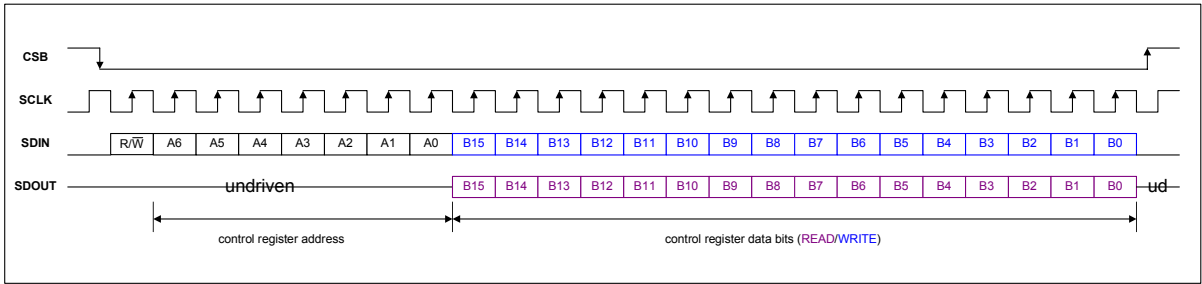 CSB
SCLK
SDIN R/W̅ A6 A5 A4 A3 A2 A1 A0 B15 B14 B13 B12 B11 B10 B9 B8 B7 B6 B5 B4 B3 B2 B1 B0
SDOUT undriven B15 B14 B13 B12 B11 B10 B9 B8 B7 B6 B5 B4 B3 B2 B1 B0 ud
control register address control register data bits (READ/WRITE)